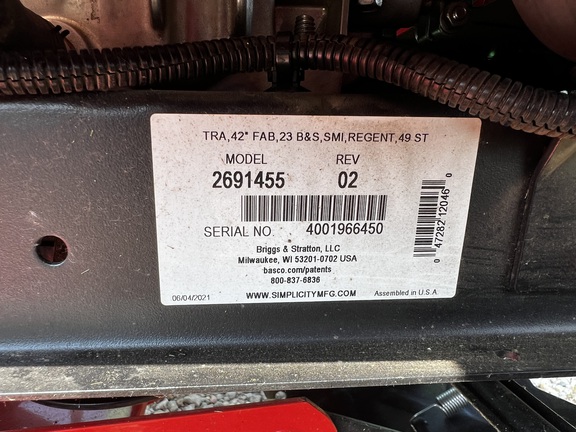 TRA,42" FAB,23 B&S,SMI,REGENT,49 ST
MODEL REV
2691455 02
SERIAL NO. 4001966450
Briggs & Stratton, LLC
Milwaukee, WI 53201-0702 USA
basco.com/patents
800-837-6836
06/04/2021 WWW.SIMPLICITYMFG.COM Assembled in U.S.A.
0 47282 12046 0